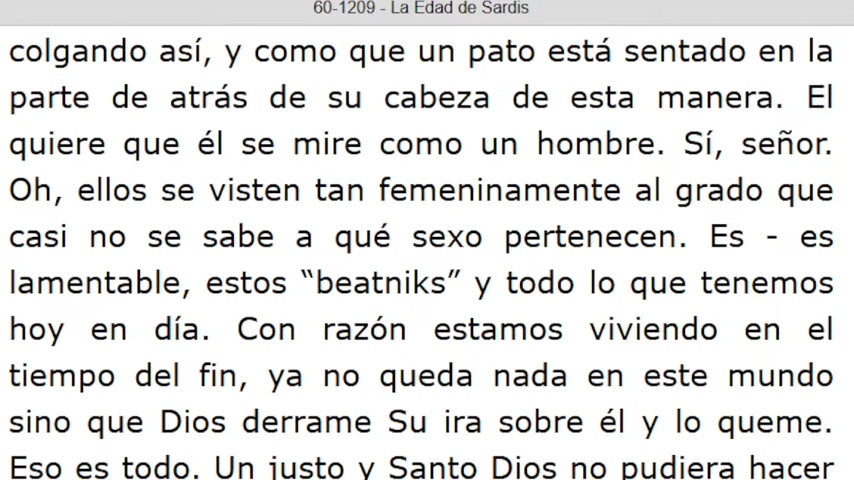 60-1209 - La Edad de Sardis
colgando así, y como que un pato está sentado en la
parte de atrás de su cabeza de esta manera. El
quiere que él se mire como un hombre. Sí, señor.
Oh, ellos se visten tan femeninamente al grado que
casi no se sabe a qué sexo pertenecen. Es - es
lamentable, estos “beatniks” y todo lo que tenemos
hoy en día. Con razón estamos viviendo en el
tiempo del fin, ya no queda nada en este mundo
sino que Dios derrame Su ira sobre él y lo queme.
Eso es todo. Un justo y Santo Dios no pudiera hacer